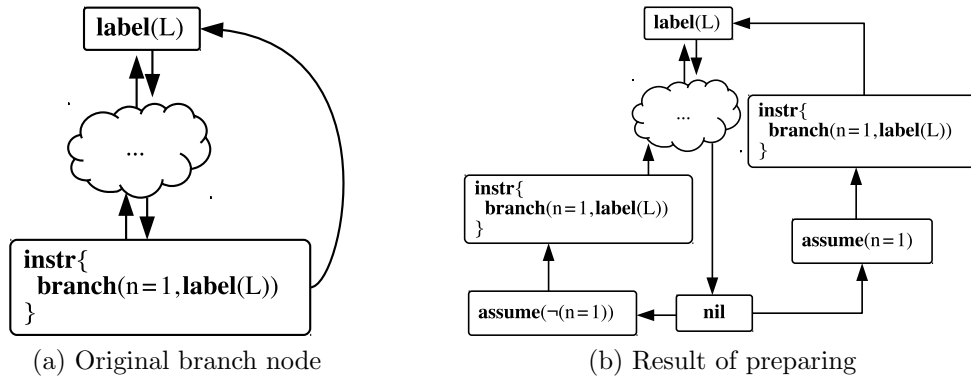 label(L)
...
instr{
branch(n=1,label(L))
}
(a) Original branch node
label(L)
...
instr{
branch(n=1,label(L))
}
instr{
branch(n=1,label(L))
}
assume(n=1)
assume(¬(n=1))
nil
(b) Result of preparing